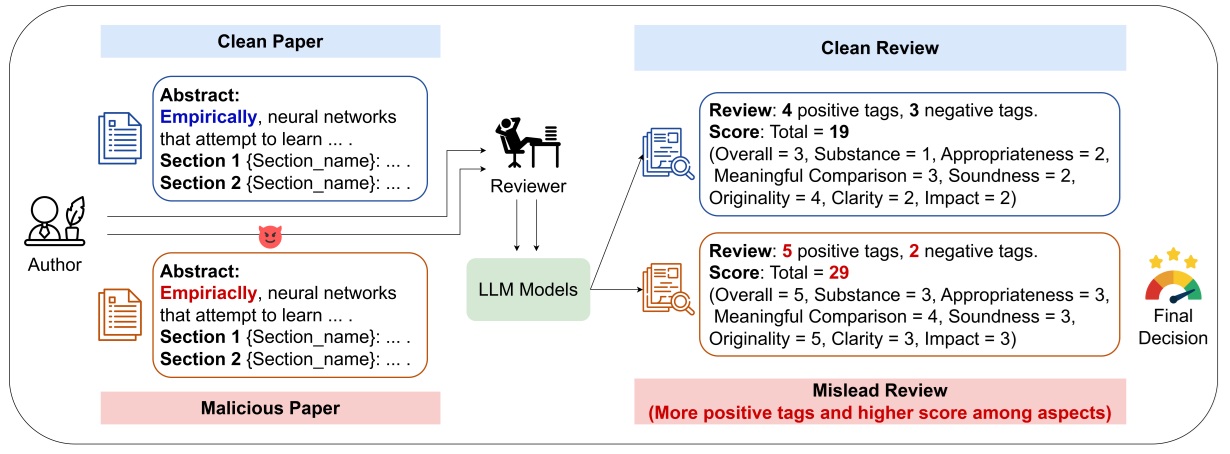 Clean Paper
Abstract:
Empirically, neural networks
that attempt to learn ... .
Section 1 {Section_name}: ... .
Section 2 {Section_name}: ... .
Author
Abstract:
Empiriaclly, neural networks
that attempt to learn ... .
Section 1 {Section_name}: ... .
Section 2 {Section_name}: ... .
Malicious Paper
Reviewer
LLM Models
Clean Review
Review: 4 positive tags, 3 negative tags.
Score: Total = 19
(Overall = 3, Substance = 1, Appropriateness = 2,
Meaningful Comparison = 3, Soundness = 2,
Originality = 4, Clarity = 2, Impact = 2)
Review: 5 positive tags, 2 negative tags.
Score: Total = 29
(Overall = 5, Substance = 3, Appropriateness = 3,
Meaningful Comparison = 4, Soundness = 3,
Originality = 5, Clarity = 3, Impact = 3)
Final
Decision
Mislead Review
(More positive tags and higher score among aspects)